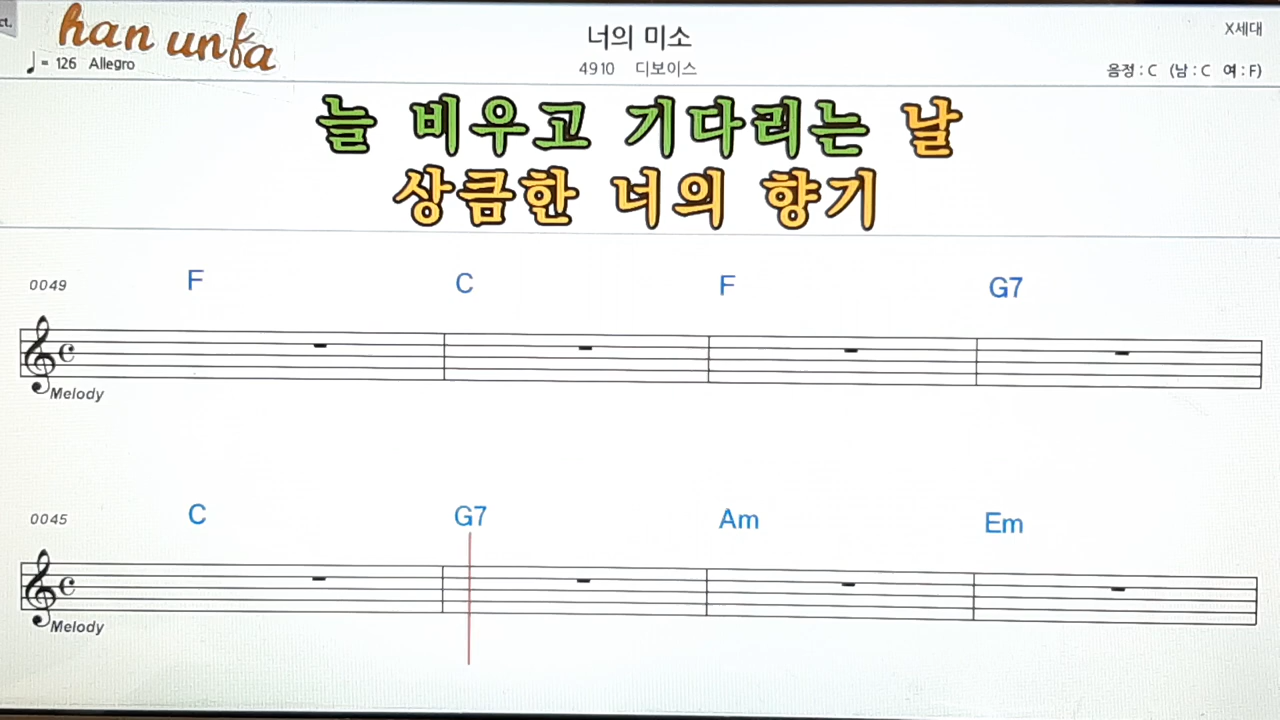 ct.
han unfa
♩ = 126 Allegro
너의 미소
4910 디보이스
X세대
음정 : C (남 : C 여 : F)
늘 비우고 기다리는 날
상큼한 너의 향기
0049
F C F G7
Melody
0045
C G7 Am Em
Melody